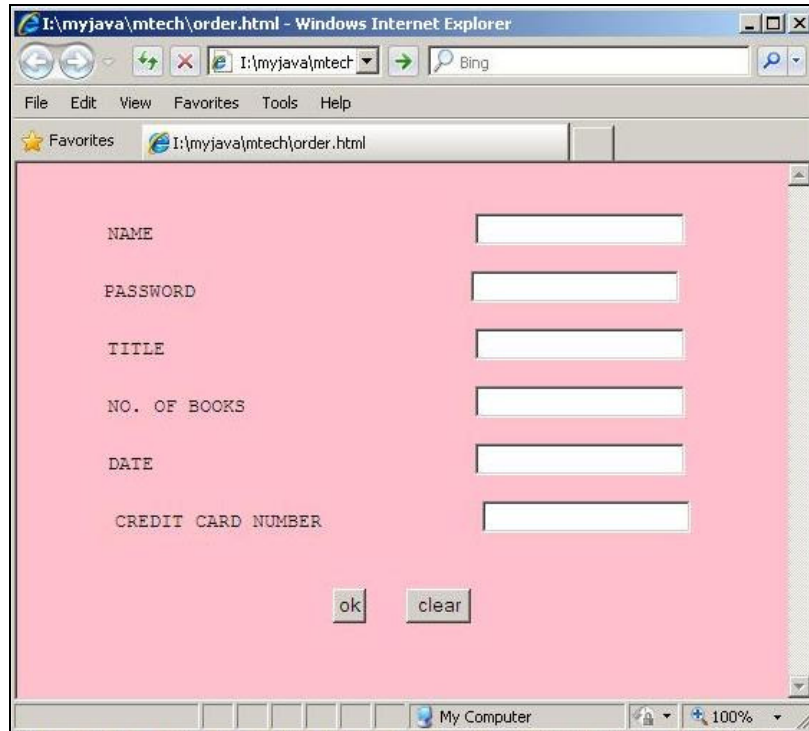 I:\myjava\mtech\order.html - Windows Internet Explorer
I:\myjava\mtech Bing
File Edit View Favorites Tools Help
Favorites I:\myjava\mtech\order.html
NAME
PASSWORD
TITLE
NO. OF BOOKS
DATE
CREDIT CARD NUMBER
ok clear
My Computer 100%